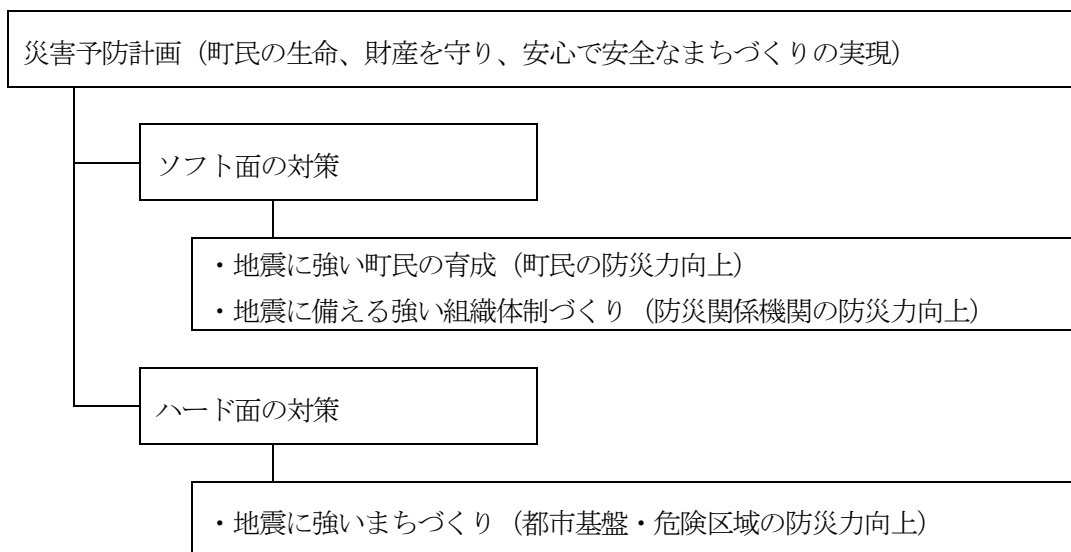 災害予防計画（町民の生命、財産を守り、安心で安全なまちづくりの実現）
ソフト面の対策
・地震に強い町民の育成（町民の防災力向上）
・地震に備える強い組織体制づくり（防災関係機関の防災力向上）
ハード面の対策
・地震に強いまちづくり（都市基盤・危険区域の防災力向上）